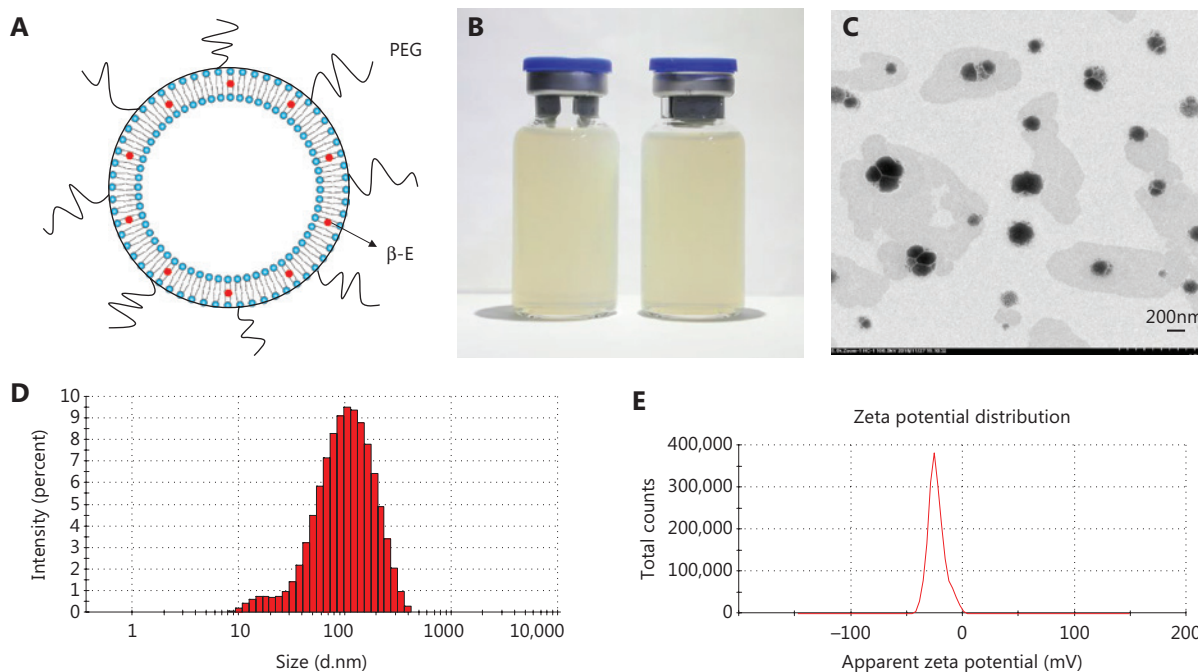 A
PEG
β-E
B
C
200nm
D
10
9
8
7
6
5
4
3
2
1
0
Intensity (percent)
1
10
100
1000
10,000
Size (d.nm)
E
Zeta potential distribution
400,000
300,000
200,000
100,000
0
Total counts
−100
0
100
200
Apparent zeta potential (mV)